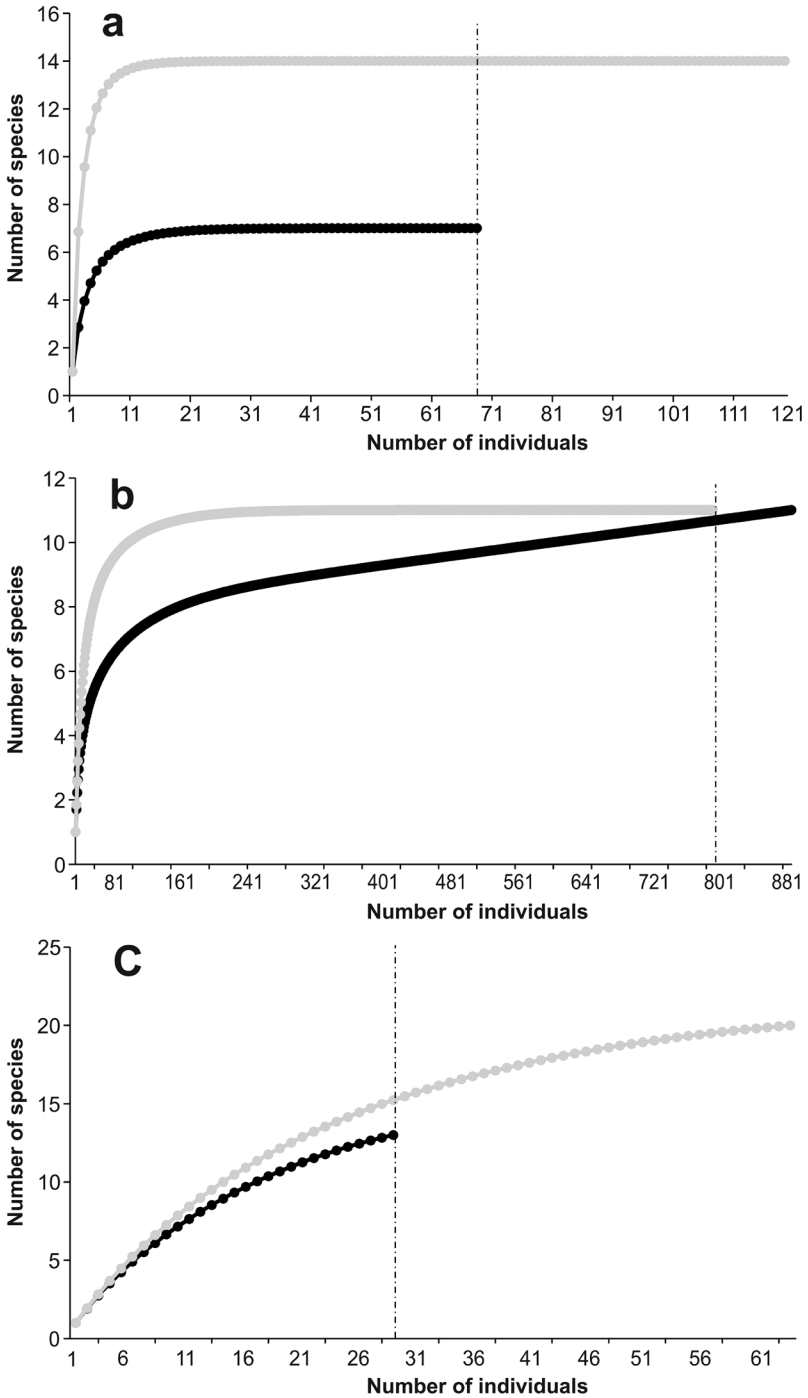 a
Number of species
16
14
12
10
8
6
4
2
0
1 11 21 31 41 51 61 71 81 91 101 111 121
Number of individuals
b
Number of species
12
10
8
6
4
2
0
1 81 161 241 321 401 481 561 641 721 801 881
Number of individuals
C
Number of species
25
20
15
10
5
0
1 6 11 16 21 26 31 36 41 46 51 56 61
Number of individuals